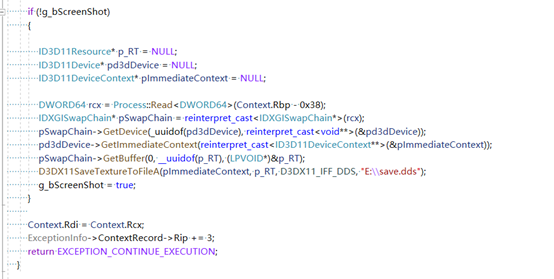 if (!g_bScreenShot)
{
ID3D11Resource* p_RT = NULL;
ID3D11Device* pd3dDevice = NULL;
ID3D11DeviceContext* pImmediateContext = NULL;
DWORD64 rcx = Process::Read<DWORD64>(Context.Rbp - 0x38);
IDXGISwapChain* pSwapChain = reinterpret_cast<IDXGISwapChain*>(rcx);
pSwapChain->GetDevice(_uuidof(pd3dDevice), reinterpret_cast<void**>(&pd3dDevice));
pd3dDevice->GetImmediateContext(reinterpret_cast<ID3D11DeviceContext**>(&pImmediateContext));
pSwapChain->GetBuffer(0, __uuidof(p_RT), (LPVOID*)&p_RT);
D3DX11SaveTextureToFileA(pImmediateContext, p_RT, D3DX11_IFF_DDS, "E:\\save.dds");
g_bScreenShot = true;
}
Context.Rdi = Context.Rcx;
ExceptionInfo->ContextRecord->Rip += 3;
return EXCEPTION_CONTINUE_EXECUTION;
}